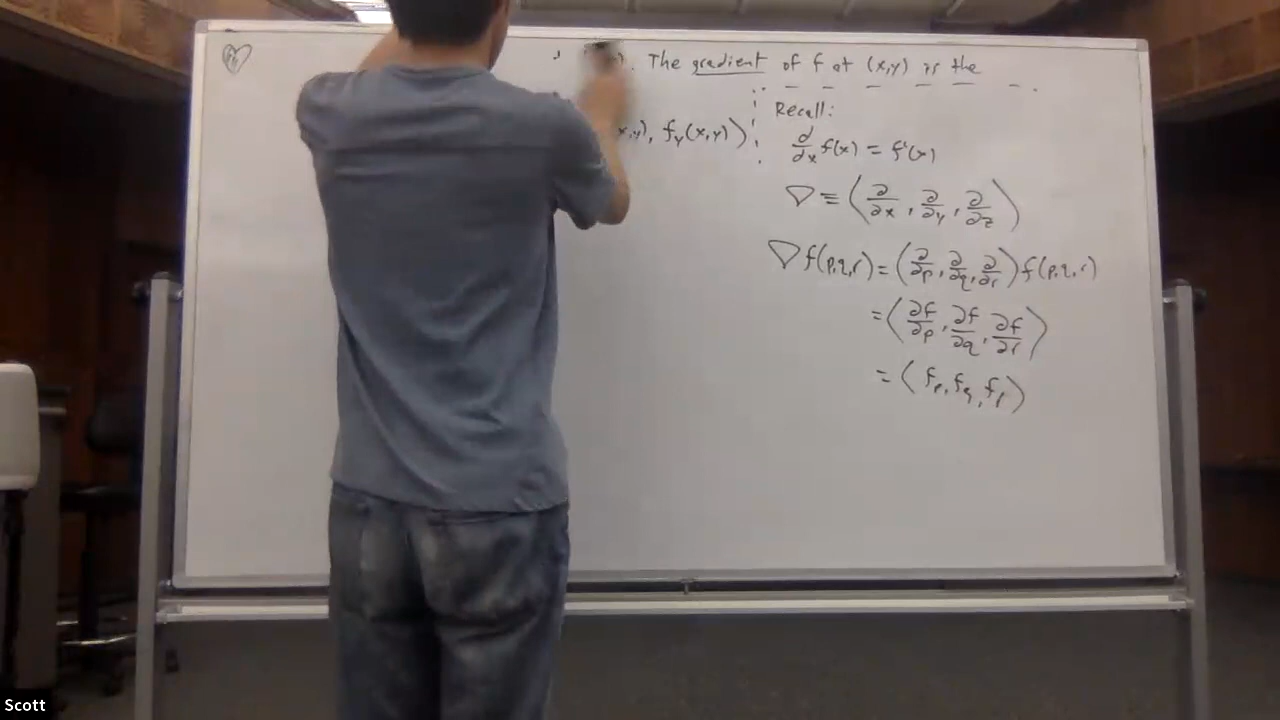 . The gradient of f at (x,y) is the
x,y), f_y(x,y)⟩
Recall:
d/dx f(x) = f'(x)
∇ ≡ ⟨∂/∂x, ∂/∂y, ∂/∂z⟩
∇f(p,q,r) = ⟨∂/∂p, ∂/∂q, ∂/∂r⟩ f(p,q,r)
= ⟨∂f/∂p, ∂f/∂q, ∂f/∂r⟩
= ⟨f_p, f_q, f_r⟩
Scott